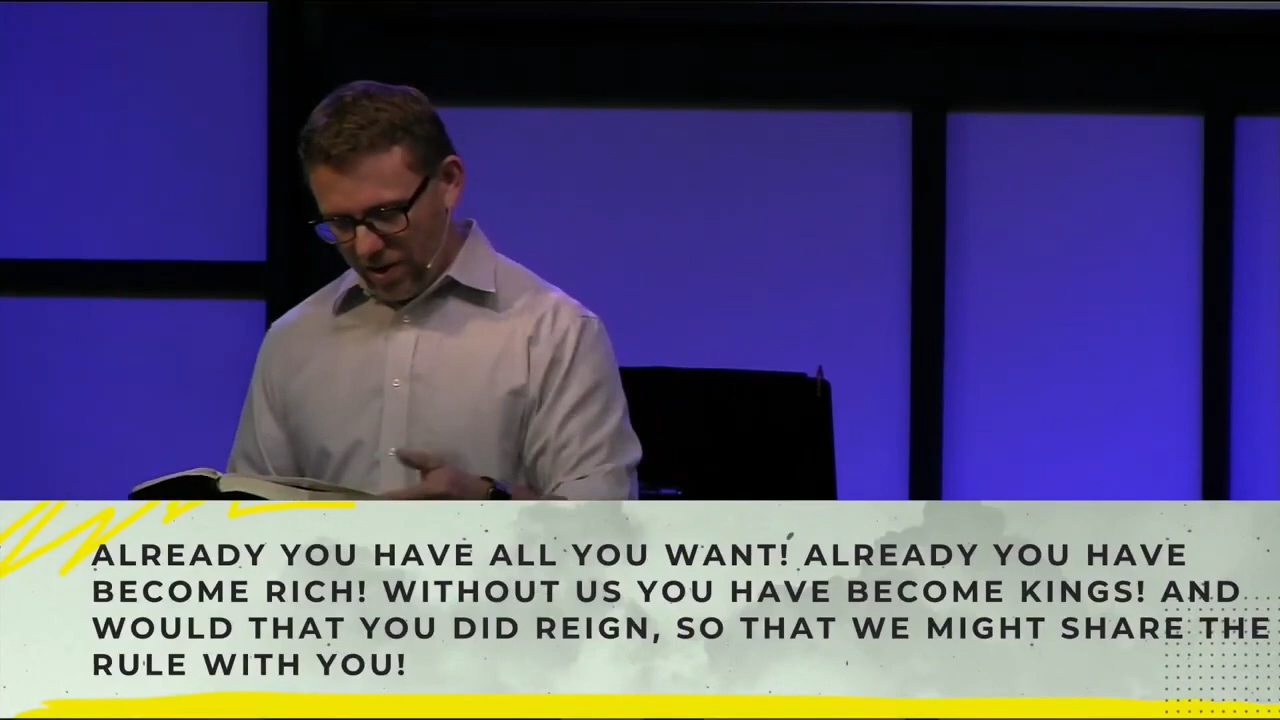 ALREADY YOU HAVE ALL YOU WANT! ALREADY YOU HAVE
BECOME RICH! WITHOUT US YOU HAVE BECOME KINGS! AND
WOULD THAT YOU DID REIGN, SO THAT WE MIGHT SHARE THE
RULE WITH YOU!